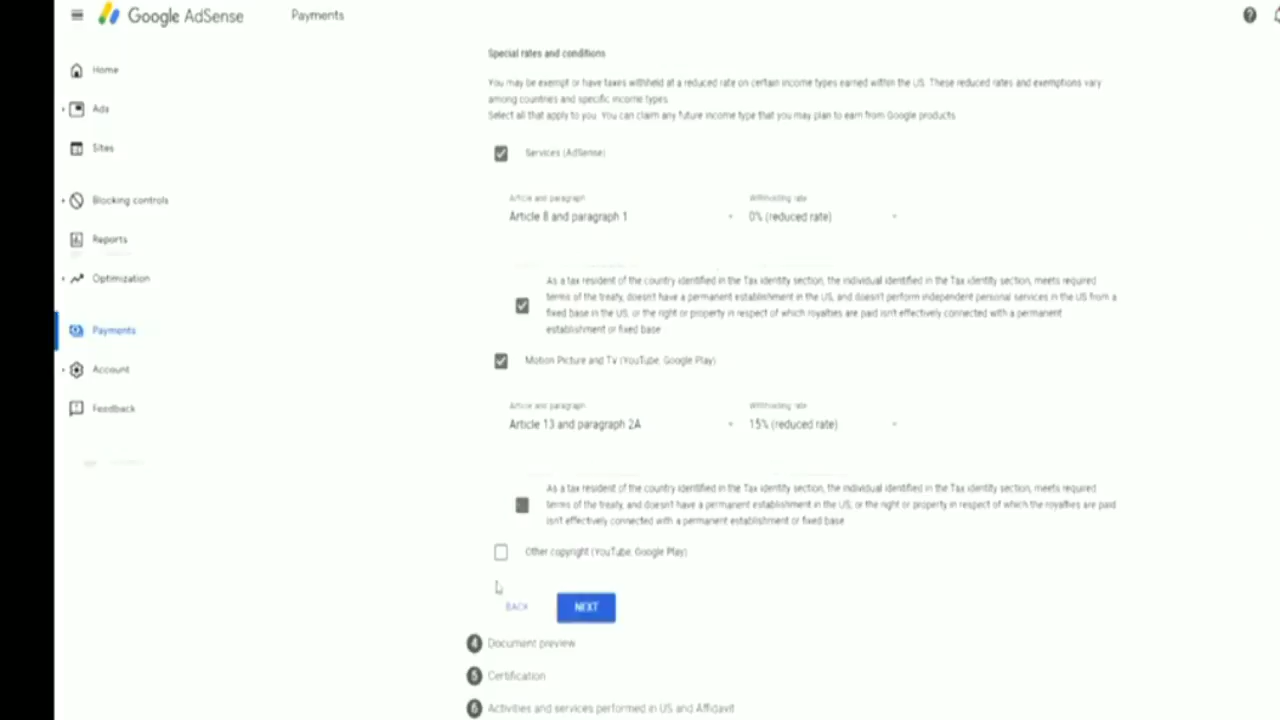 Google AdSense
Payments
Home
Ads
Sites
Blocking controls
Reports
Optimization
Payments
Account
Feedback
Special rates and conditions
You may be exempt or have taxes withheld at a reduced rate on certain income types earned within the US. These reduced rates and exemptions vary
among countries and specific income types.
Select all that apply to you. You can claim any future income type that you may plan to earn from Google products
Services (AdSense)
Article and paragraph
Withholding rate
Article 8 and paragraph 1
0% (reduced rate)
As a tax resident of the country identified in the Tax identity section, the individual identified in the Tax identity section, meets required
terms of the treaty, doesn't have a permanent establishment in the US, and doesn't perform independent personal services in the US from a
fixed base in the US, or the right or property in respect of which royalties are paid isn't effectively connected with a permanent
establishment or fixed base
Motion Picture and TV (YouTube, Google Play)
Article and paragraph
Withholding rate
Article 13 and paragraph 2A
15% (reduced rate)
As a tax resident of the country identified in the Tax identity section, the individual identified in the Tax identity section, meets required
terms of the treaty, and doesn't have a permanent establishment in the US, or the right or property in respect of which the royalties are paid
isn't effectively connected with a permanent establishment or fixed base
Other copyright (YouTube, Google Play)
BACK
NEXT
4 Document preview
5 Certification
6 Activities and services performed in US and Affidavit